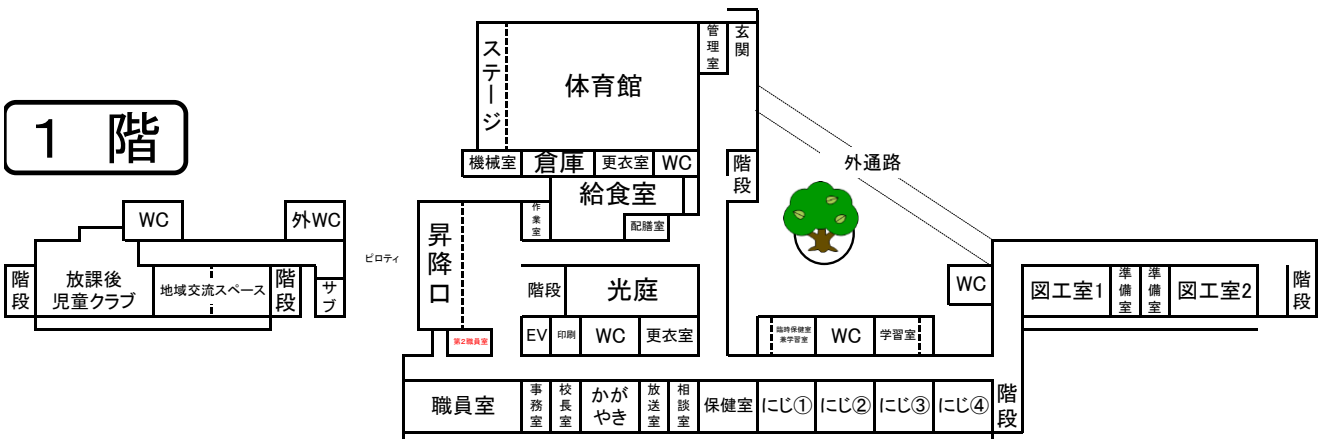 1 階
ステージ
体育館
管理室
玄関
機械室
倉庫
更衣室
WC
階段
外通路
給食室
作業室
配膳室
WC
外WC
昇降口
ピロティ
階段
放課後
児童クラブ
地域交流スペース
階段
サブ
階段
光庭
WC
図工室1
準備室
準備室
図工室2
階段
第2職員室
EV
印刷
WC
更衣室
臨時保健室
兼学習室
WC
学習室
職員室
事務室
校長室
かが
やき
放送室
相談室
保健室
にじ①
にじ②
にじ③
にじ④
階段